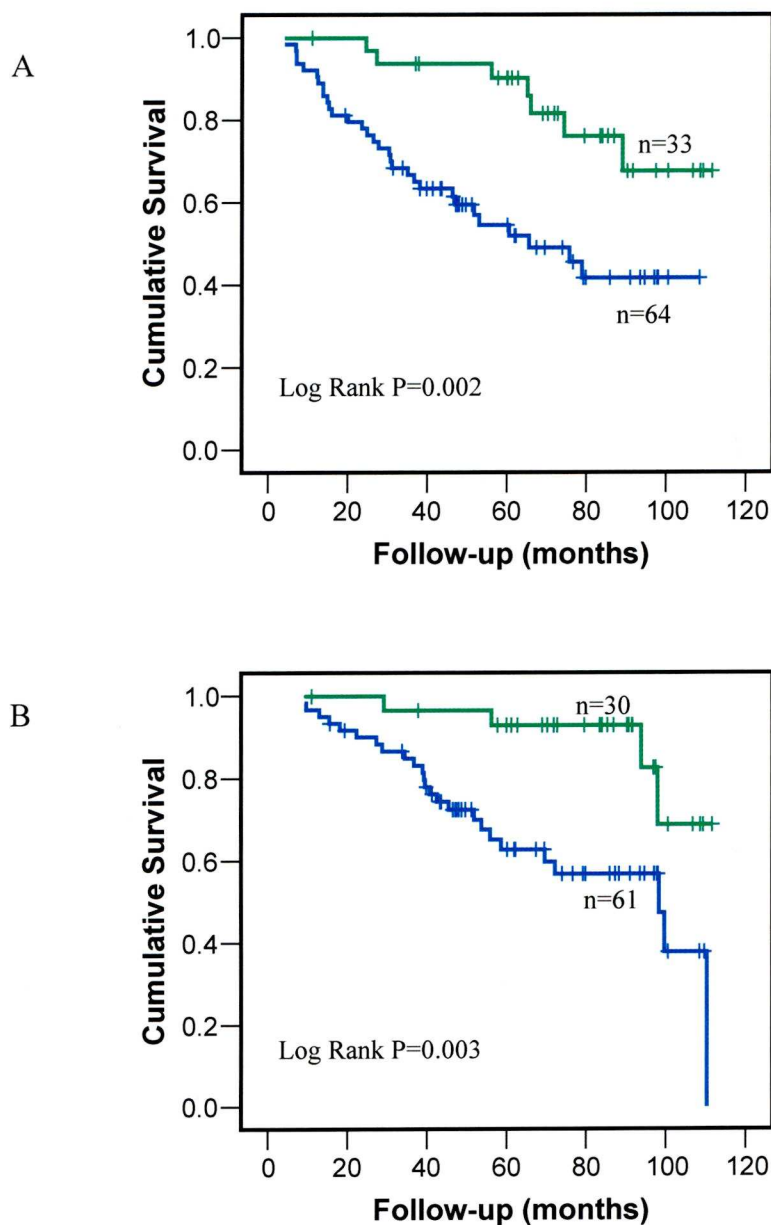 A
Cumulative Survival
1.0
0.8
0.6
0.4
0.2
0.0
n=33
n=64
Log Rank P=0.002
0 20 40 60 80 100 120
Follow-up (months)
B
Cumulative Survival
1.0
0.8
0.6
0.4
0.2
0.0
n=30
n=61
Log Rank P=0.003
0 20 40 60 80 100 120
Follow-up (months)